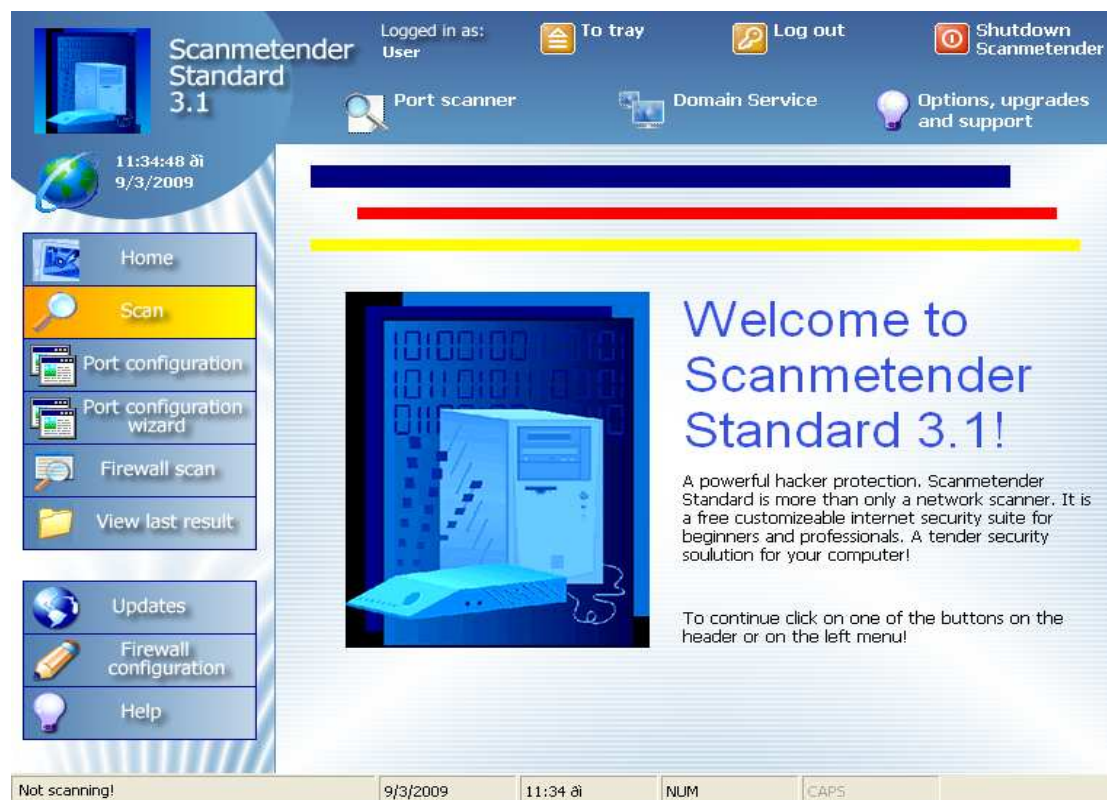 Scanmetender
Standard
3.1
Logged in as:
User
To tray
Log out
Shutdown
Scanmetender
Port scanner
Domain Service
Options, upgrades
and support
11:34:48 ðì
9/3/2009
Home
Scan
Port configuration
Port configuration
wizard
Firewall scan
View last result
Updates
Firewall
configuration
Help
Welcome to
Scanmetender
Standard 3.1!
A powerful hacker protection. Scanmetender
Standard is more than only a network scanner. It is
a free customizeable internet security suite for
beginners and professionals. A tender security
soulution for your computer!
To continue click on one of the buttons on the
header or on the left menu!
Not scanning!
9/3/2009
11:34 ðì
NUM
CAPS